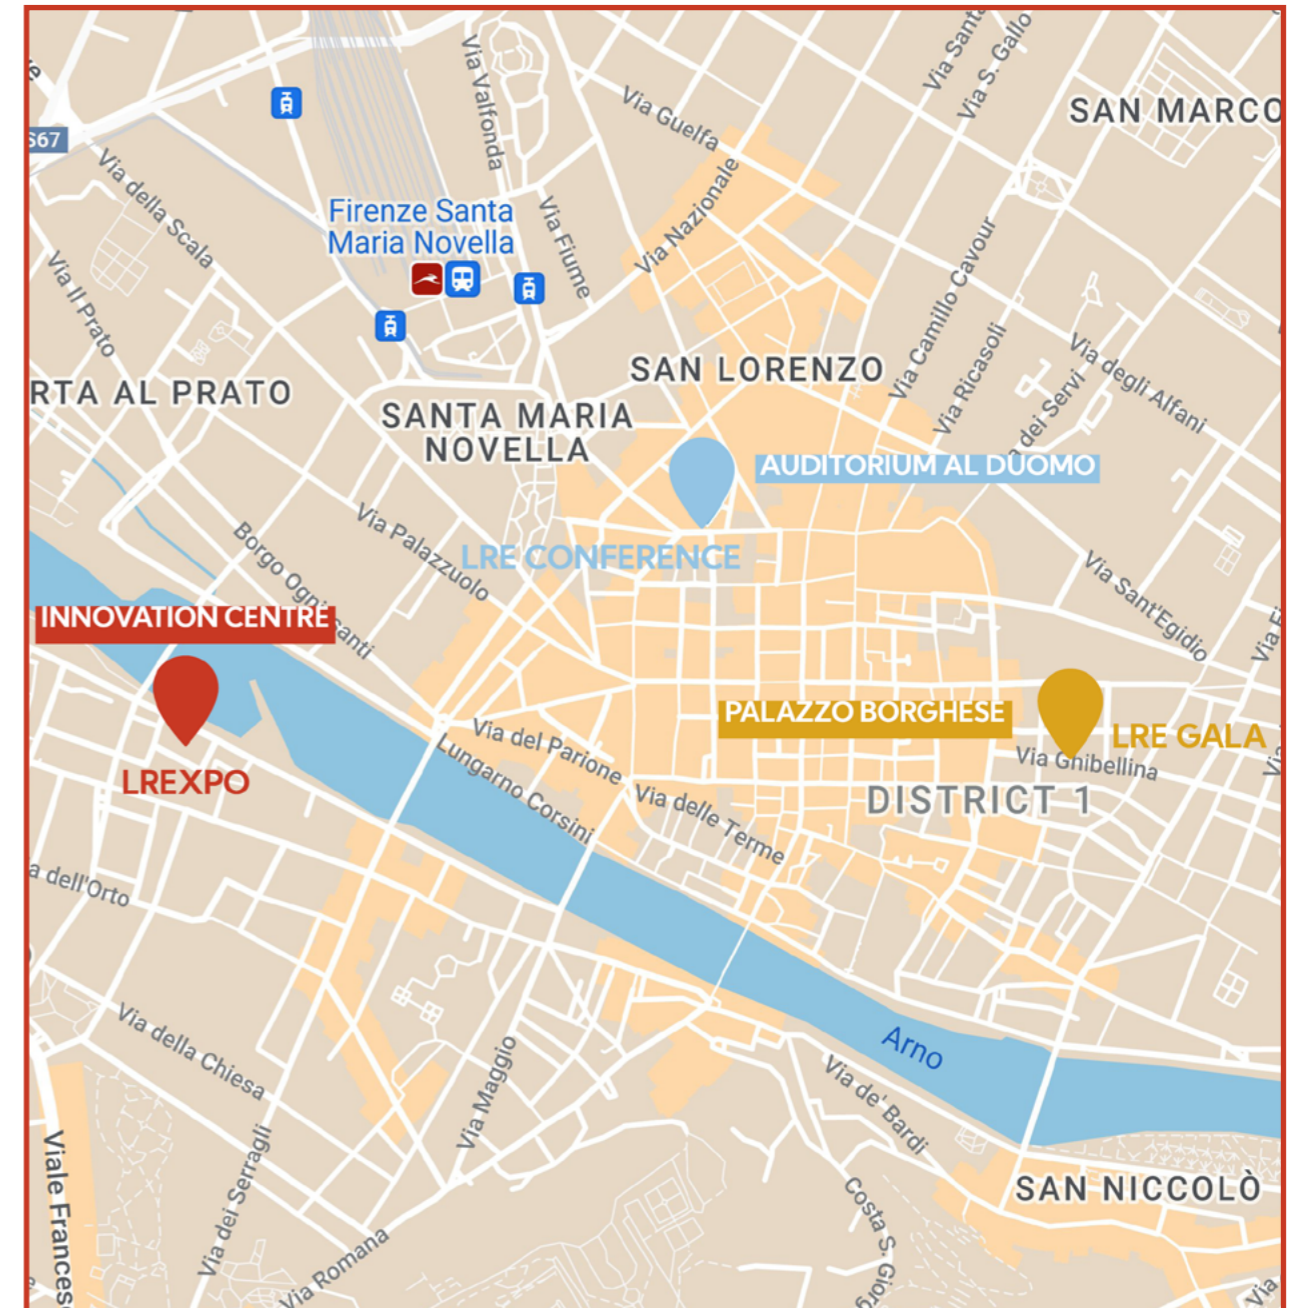 Via Valfonda
Via Guelfa
Via Santa
Via S. Gallo
SAN MARCO
S67
Via della Scala
Firenze Santa
Maria Novella
Via Fiume
Via Nazionale
Via Il Prato
Via Camillo Cavour
Via Ricasoli
Via degli Alfani
dei Servi
SAN LORENZO
RTA AL PRATO
SANTA MARIA
NOVELLA
AUDITORIUM AL DUOMO
LRE CONFERENCE
Via Palazzuolo
Borgo Ognissanti
Via Sant'Egidio
INNOVATION CENTRE
LREXPO
PALAZZO BORGHESE
LRE GALA
Via Ghibellina
DISTRICT 1
Via del Parione
Lungarno Corsini
Via delle Terme
a dell'Orto
Via della Chiesa
Via Maggio
Arno
Via de' Bardi
SAN NICCOLÒ
Viale Francesc
Via dei Serragli
Via Romana
Costa S. Giorg
Via